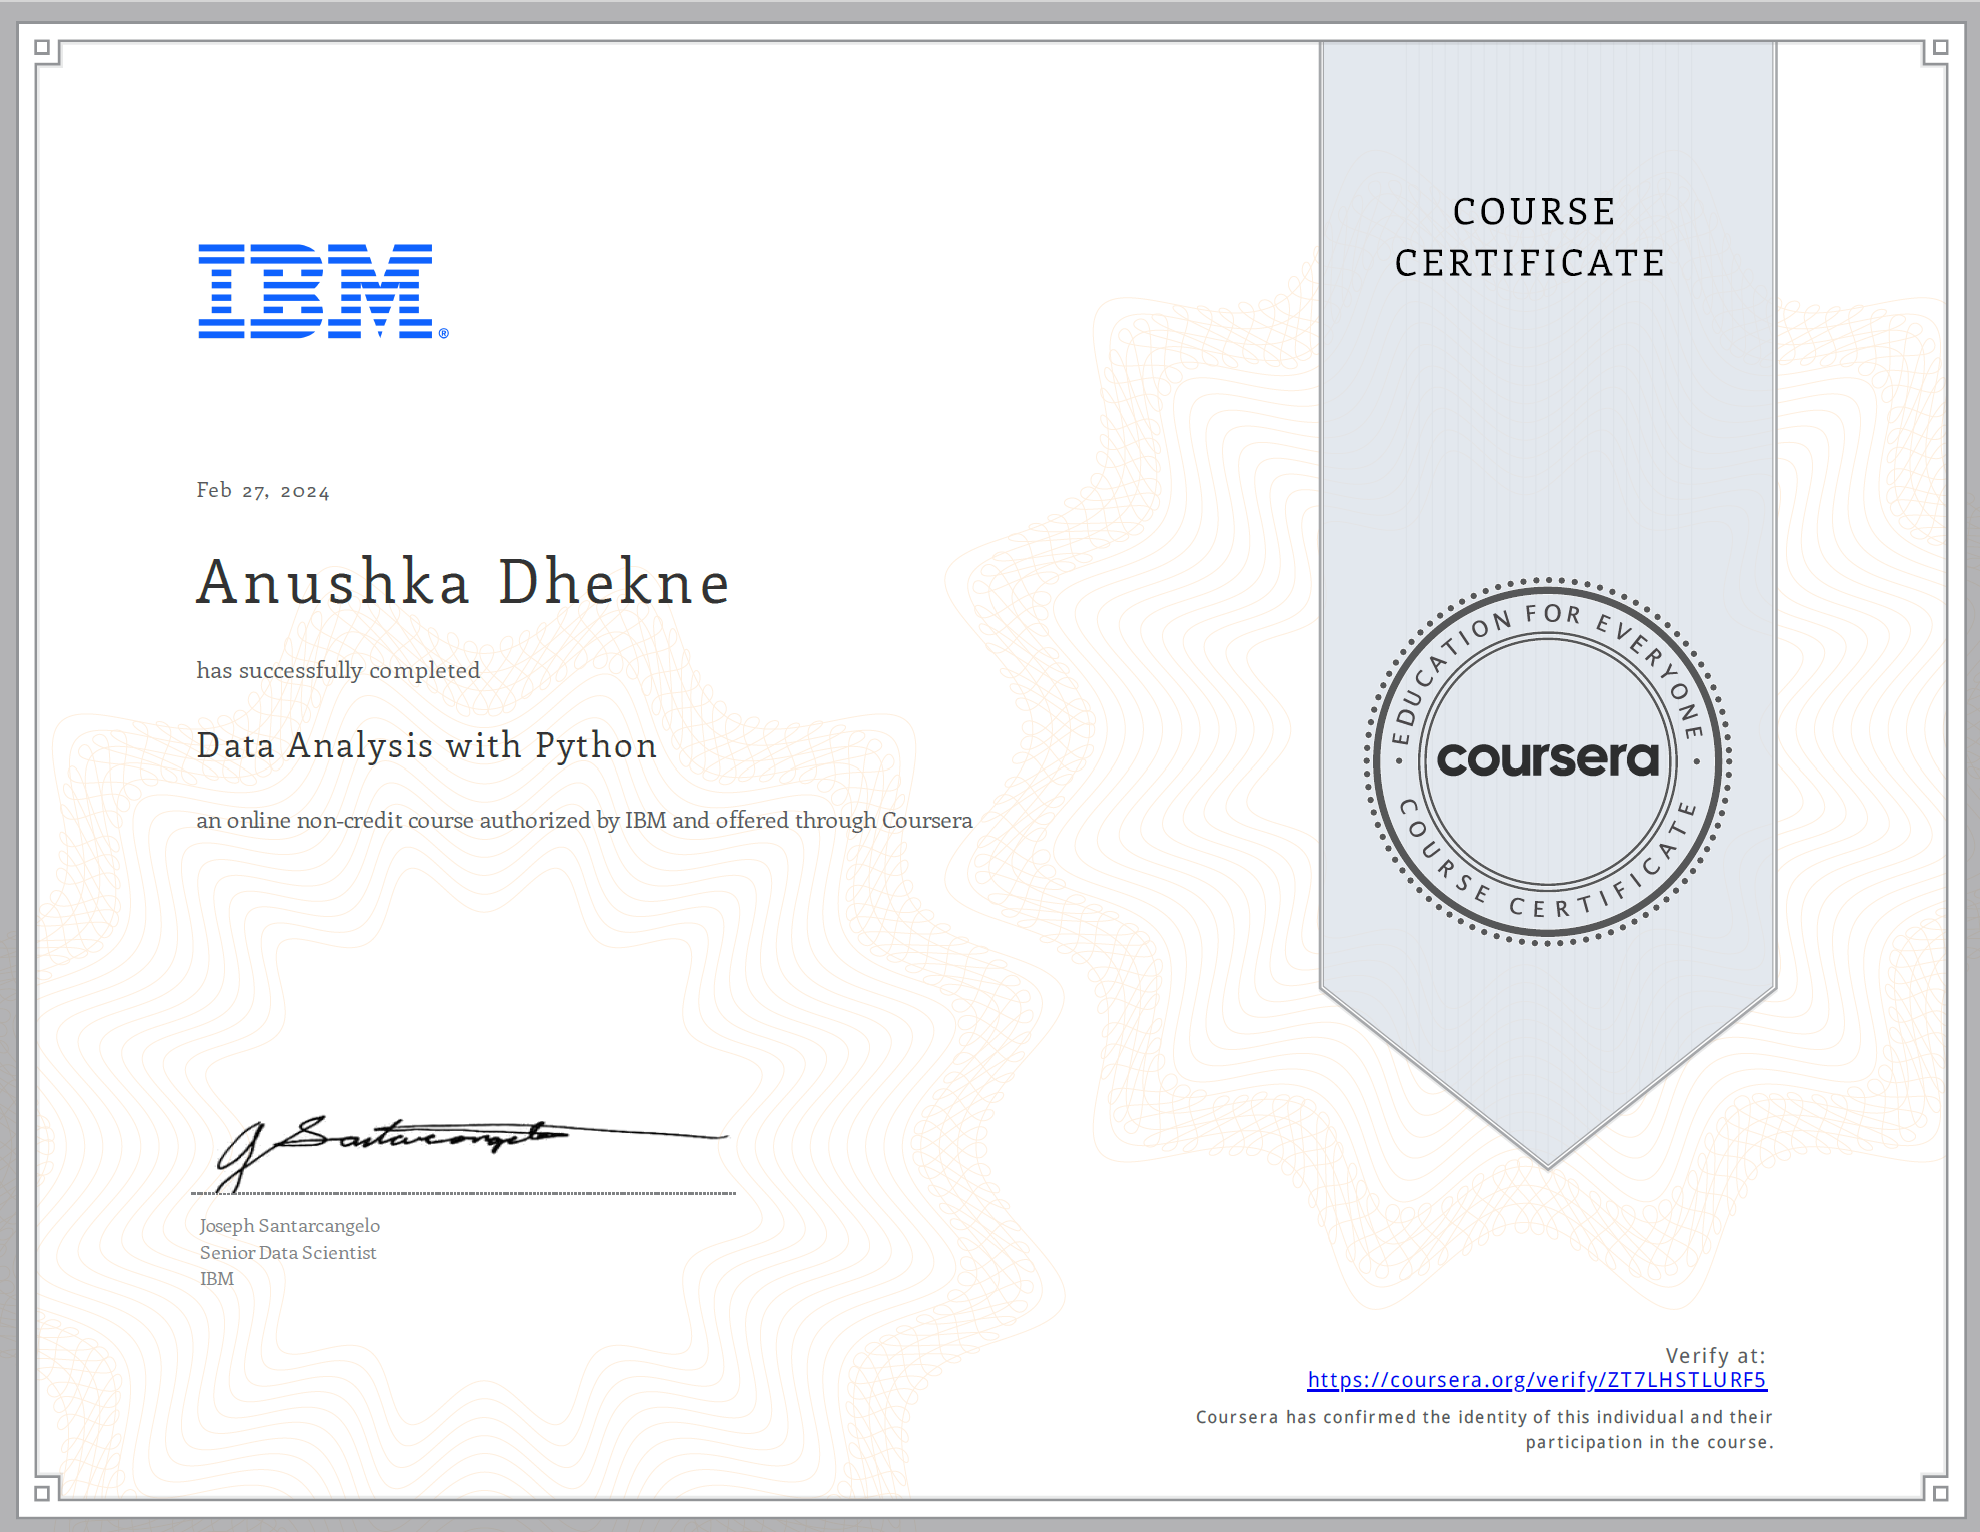 IBM®
COURSE
CERTIFICATE
Feb 27, 2024
Anushka Dhekne
has successfully completed
Data Analysis with Python
an online non-credit course authorized by IBM and offered through Coursera
EDUCATION FOR EVERYONE
coursera
COURSE CERTIFICATE
J Santarcangelo
Joseph Santarcangelo
Senior Data Scientist
IBM
Verify at:
https://coursera.org/verify/ZT7LHSTLURF5
Coursera has confirmed the identity of this individual and their
participation in the course.